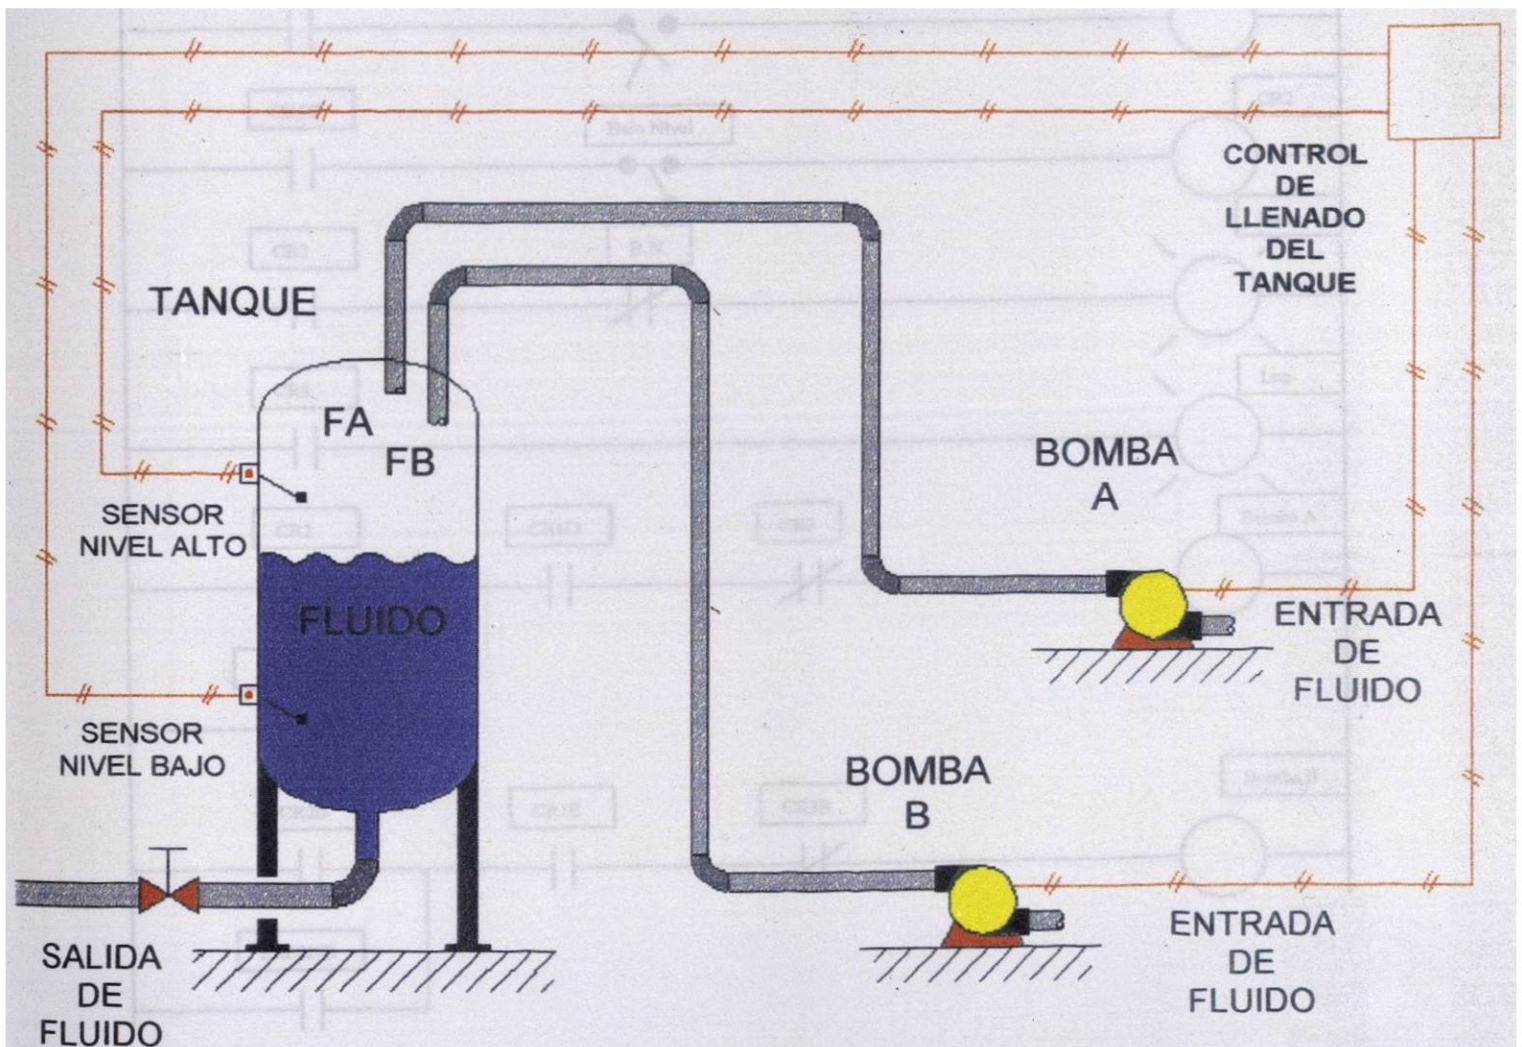 CONTROL
DE
LLENADO
DEL
TANQUE
TANQUE
FA
FB
BOMBA
A
SENSOR
NIVEL ALTO
FLUIDO
ENTRADA
DE
FLUIDO
SENSOR
NIVEL BAJO
BOMBA
B
SALIDA
DE
FLUIDO
ENTRADA
DE
FLUIDO